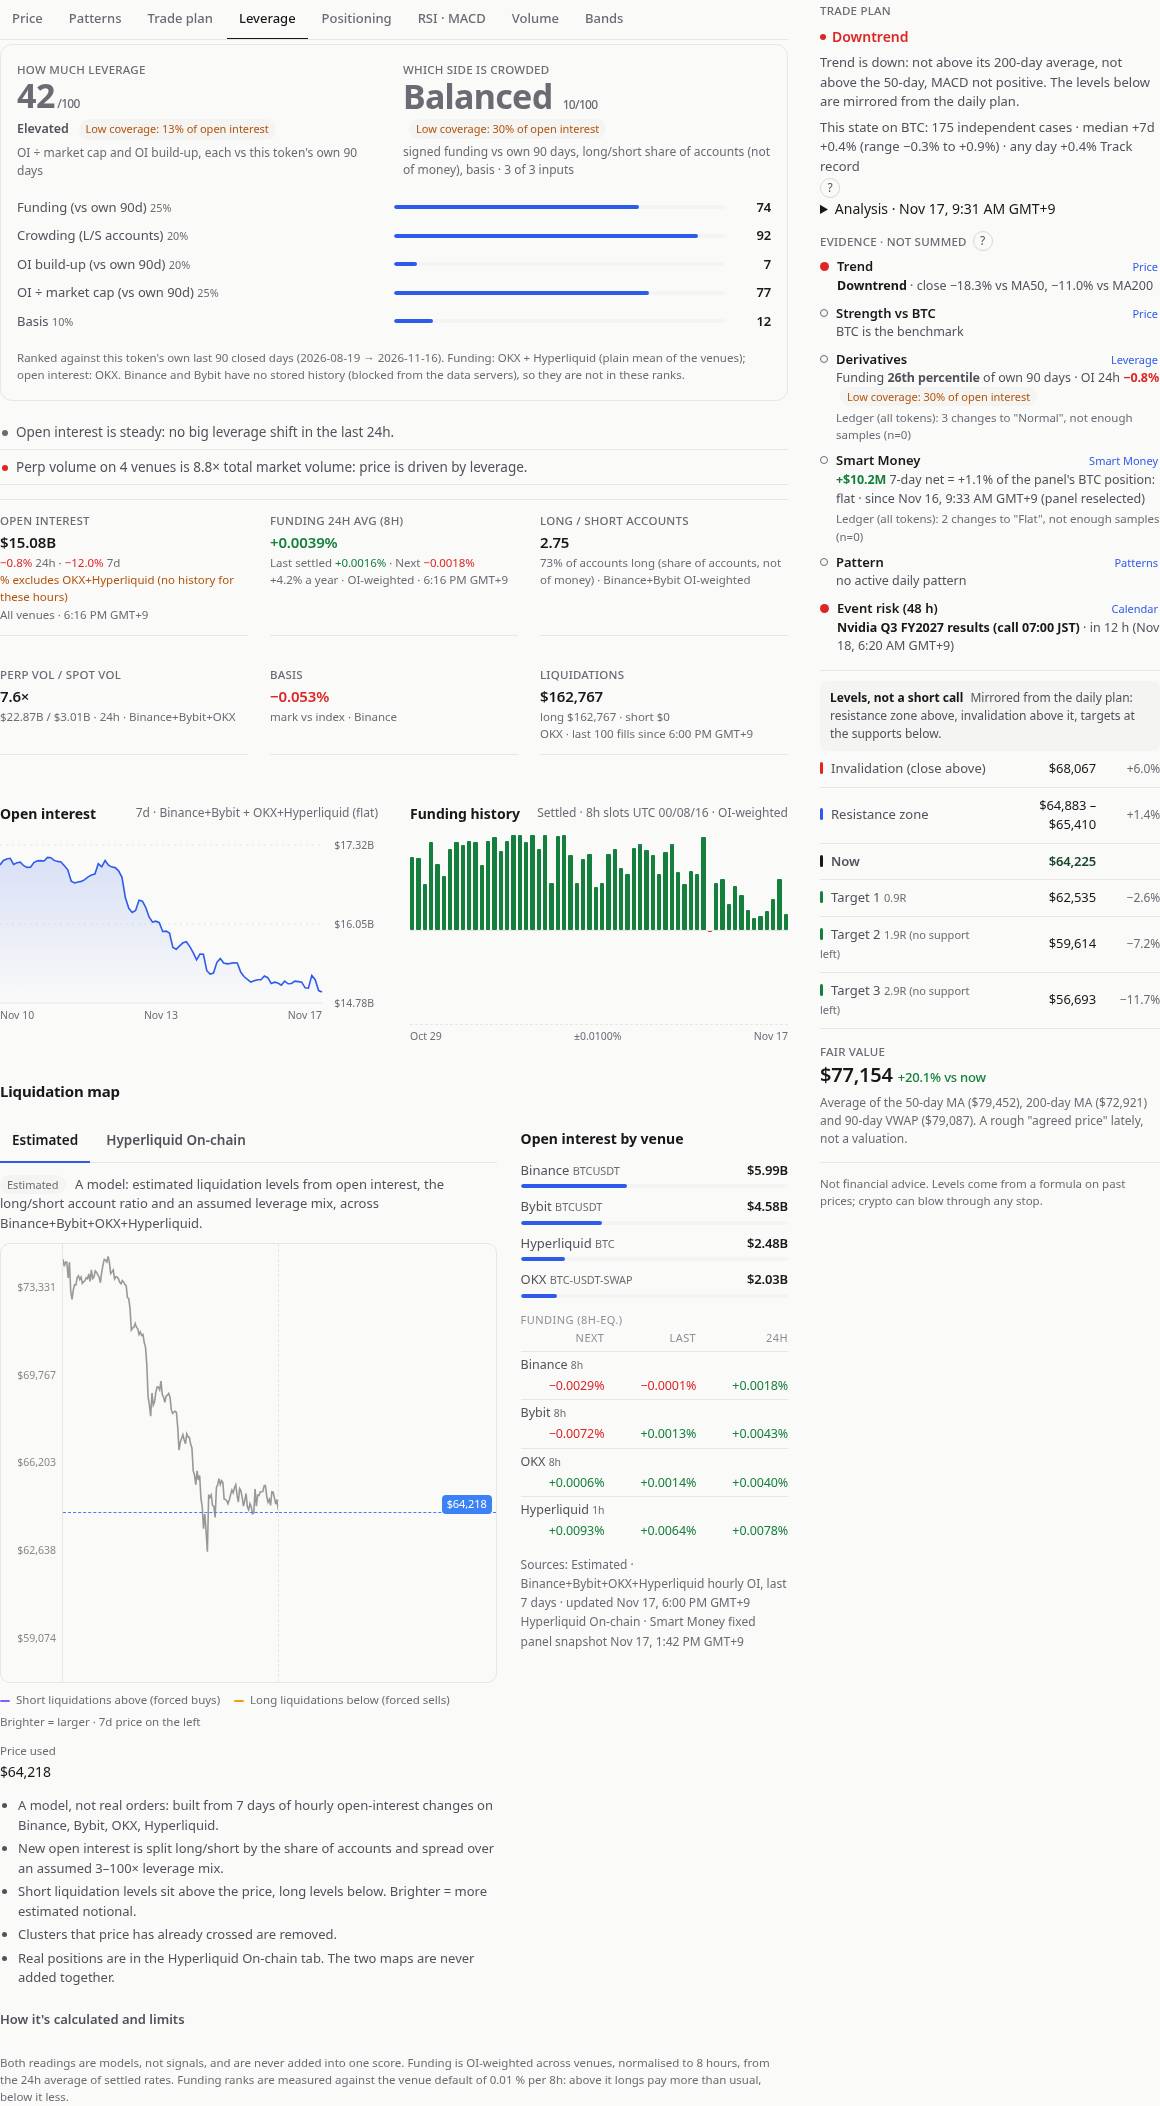 Price Patterns Trade plan Leverage Positioning RSI · MACD Volume Bands
HOW MUCH LEVERAGE
42 /100
Elevated Low coverage: 13% of open interest
OI ÷ market cap and OI build-up, each vs this token's own 90
days
WHICH SIDE IS CROWDED
Balanced 10/100
Low coverage: 30% of open interest
signed funding vs own 90 days, long/short share of accounts (not
of money), basis · 3 of 3 inputs
Funding (vs own 90d) 25% 74
Crowding (L/S accounts) 20% 92
OI build-up (vs own 90d) 20% 7
OI ÷ market cap (vs own 90d) 25% 77
Basis 10% 12
Ranked against this token's own last 90 closed days (2026-08-19 → 2026-11-16). Funding: OKX + Hyperliquid (plain mean of the venues);
open interest: OKX. Binance and Bybit have no stored history (blocked from the data servers), so they are not in these ranks.
Open interest is steady: no big leverage shift in the last 24h.
Perp volume on 4 venues is 8.8× total market volume: price is driven by leverage.
OPEN INTEREST
$15.08B
−0.8% 24h · −12.0% 7d
% excludes OKX+Hyperliquid (no history for
these hours)
All venues · 6:16 PM GMT+9
FUNDING 24H AVG (8H)
+0.0039%
Last settled +0.0016% · Next −0.0018%
+4.2% a year · OI-weighted · 6:16 PM GMT+9
LONG / SHORT ACCOUNTS
2.75
73% of accounts long (share of accounts, not
of money) · Binance+Bybit OI-weighted
PERP VOL / SPOT VOL
7.6×
$22.87B / $3.01B · 24h · Binance+Bybit+OKX
BASIS
−0.053%
mark vs index · Binance
LIQUIDATIONS
$162,767
long $162,767 · short $0
OKX · last 100 fills since 6:00 PM GMT+9
Open interest 7d · Binance+Bybit + OKX+Hyperliquid (flat)
$17.32B
$16.05B
$14.78B
Nov 10 Nov 13 Nov 17
Funding history Settled · 8h slots UTC 00/08/16 · OI-weighted
Oct 29 ±0.0100% Nov 17
Liquidation map
Estimated Hyperliquid On-chain
Estimated A model: estimated liquidation levels from open interest, the
long/short account ratio and an assumed leverage mix, across
Binance+Bybit+OKX+Hyperliquid.
$73,331
$69,767
$66,203
$64,218
$62,638
$59,074
Short liquidations above (forced buys) Long liquidations below (forced sells)
Brighter = larger · 7d price on the left
Price used
$64,218
A model, not real orders: built from 7 days of hourly open-interest changes on
Binance, Bybit, OKX, Hyperliquid.
New open interest is split long/short by the share of accounts and spread over
an assumed 3–100× leverage mix.
Short liquidation levels sit above the price, long levels below. Brighter = more
estimated notional.
Clusters that price has already crossed are removed.
Real positions are in the Hyperliquid On-chain tab. The two maps are never
added together.
How it's calculated and limits
Open interest by venue
Binance BTCUSDT $5.99B
Bybit BTCUSDT $4.58B
Hyperliquid BTC $2.48B
OKX BTC-USDT-SWAP $2.03B
FUNDING (8H-EQ.)
NEXT LAST 24H
Binance 8h
−0.0029% −0.0001% +0.0018%
Bybit 8h
−0.0072% +0.0013% +0.0043%
OKX 8h
+0.0006% +0.0014% +0.0040%
Hyperliquid 1h
+0.0093% +0.0064% +0.0078%
Sources: Estimated ·
Binance+Bybit+OKX+Hyperliquid hourly OI, last
7 days · updated Nov 17, 6:00 PM GMT+9
Hyperliquid On-chain · Smart Money fixed
panel snapshot Nov 17, 1:42 PM GMT+9
Both readings are models, not signals, and are never added into one score. Funding is OI-weighted across venues, normalised to 8 hours, from
the 24h average of settled rates. Funding ranks are measured against the venue default of 0.01 % per 8h: above it longs pay more than usual,
below it less.
TRADE PLAN
Downtrend
Trend is down: not above its 200-day average, not
above the 50-day, MACD not positive. The levels below
are mirrored from the daily plan.
This state on BTC: 175 independent cases · median +7d
+0.4% (range −0.3% to +0.9%) · any day +0.4% Track
record
?
Analysis · Nov 17, 9:31 AM GMT+9
EVIDENCE · NOT SUMMED ?
Trend Price
Downtrend · close −18.3% vs MA50, −11.0% vs MA200
Strength vs BTC Price
BTC is the benchmark
Derivatives Leverage
Funding 26th percentile of own 90 days · OI 24h −0.8%
Low coverage: 30% of open interest
Ledger (all tokens): 3 changes to "Normal", not enough
samples (n=0)
Smart Money Smart Money
+$10.2M 7-day net = +1.1% of the panel's BTC position:
flat · since Nov 16, 9:33 AM GMT+9 (panel reselected)
Ledger (all tokens): 2 changes to "Flat", not enough samples
(n=0)
Pattern Patterns
no active daily pattern
Event risk (48 h) Calendar
Nvidia Q3 FY2027 results (call 07:00 JST) · in 12 h (Nov
18, 6:20 AM GMT+9)
Levels, not a short call Mirrored from the daily plan:
resistance zone above, invalidation above it, targets at
the supports below.
Invalidation (close above) $68,067 +6.0%
Resistance zone $64,883 –
$65,410 +1.4%
Now $64,225
Target 1 0.9R $62,535 −2.6%
Target 2 1.9R (no support
left) $59,614 −7.2%
Target 3 2.9R (no support
left) $56,693 −11.7%
FAIR VALUE
$77,154 +20.1% vs now
Average of the 50-day MA ($79,452), 200-day MA ($72,921)
and 90-day VWAP ($79,087). A rough "agreed price" lately,
not a valuation.
Not financial advice. Levels come from a formula on past
prices; crypto can blow through any stop.